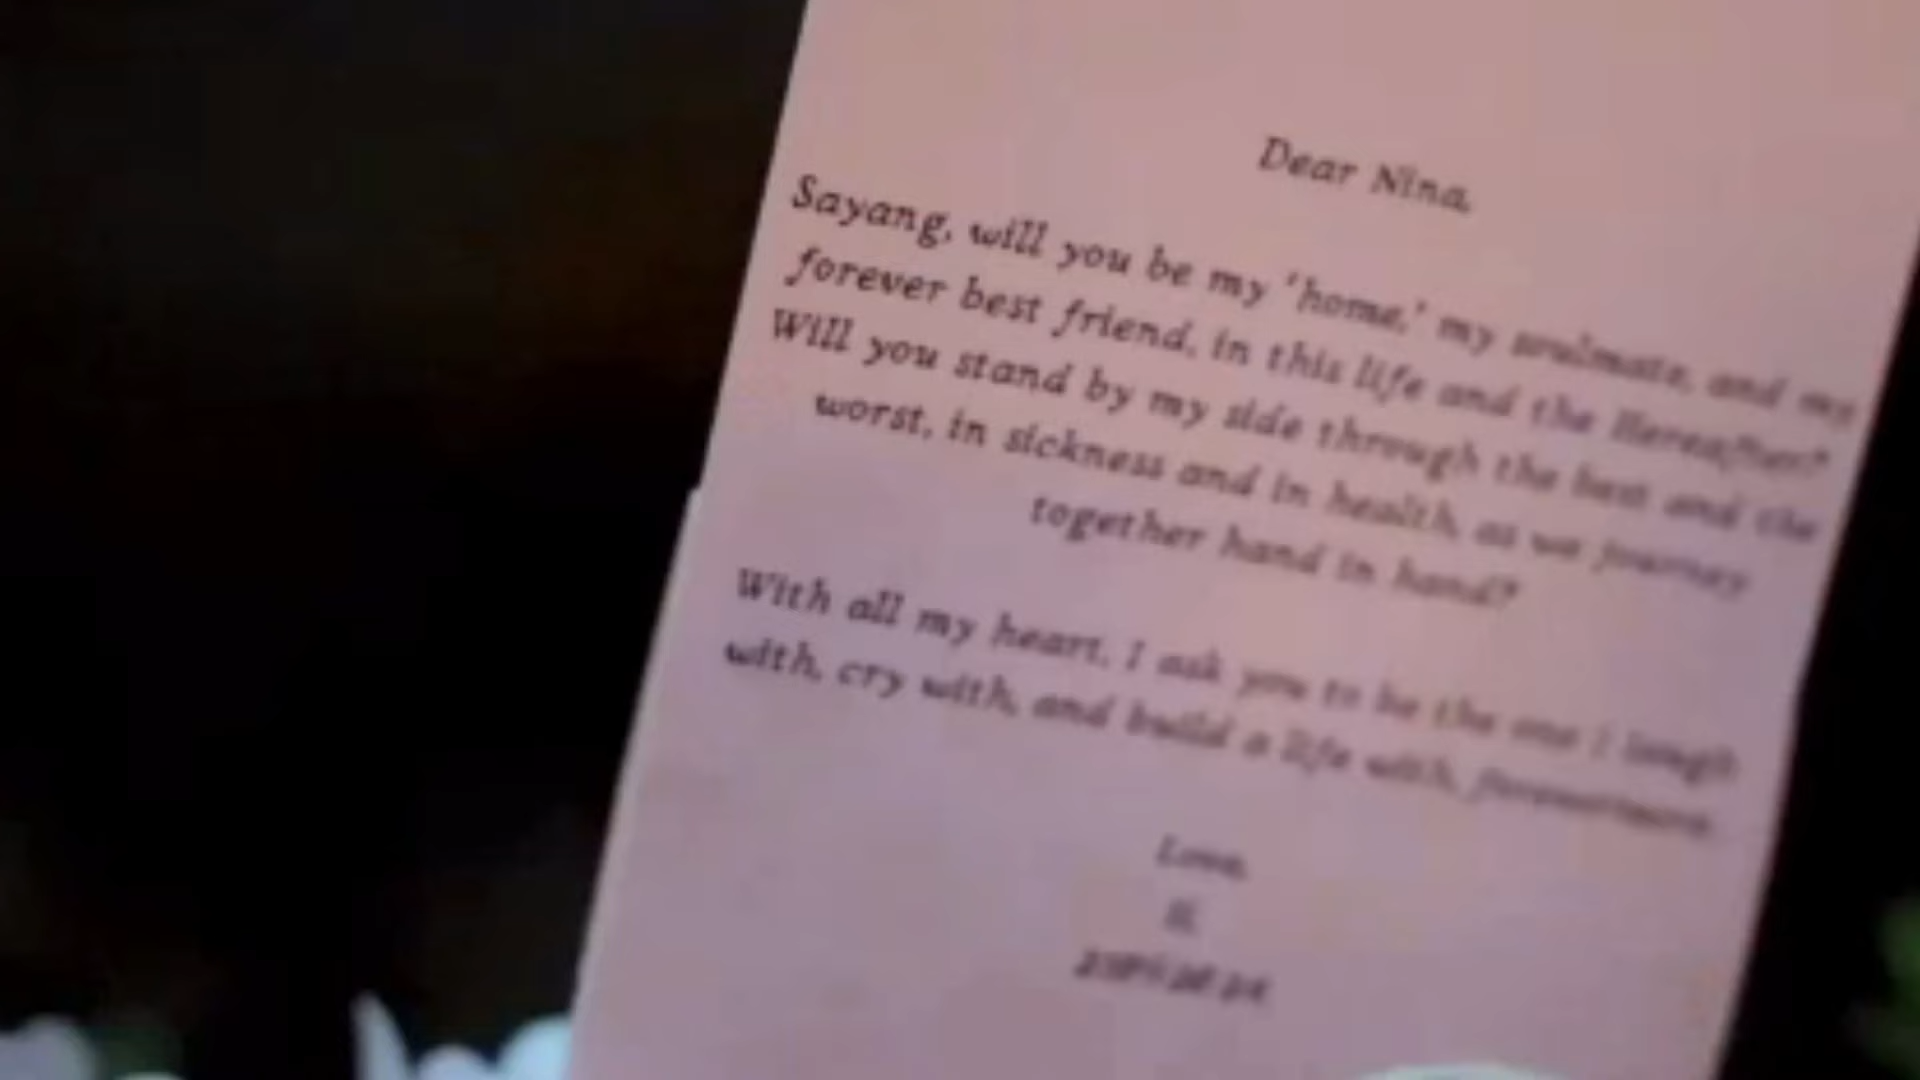 Dear Nina,
Sayang, will you be my 'home,' my soulmate, and my
forever best friend, in this life and the Hereafter?
Will you stand by my side through the best and the
worst, in sickness and in health, as we journey
together hand in hand?
With all my heart, I ask you to be the one I laugh
with, cry with, and build a life with, forevermore.
Love,